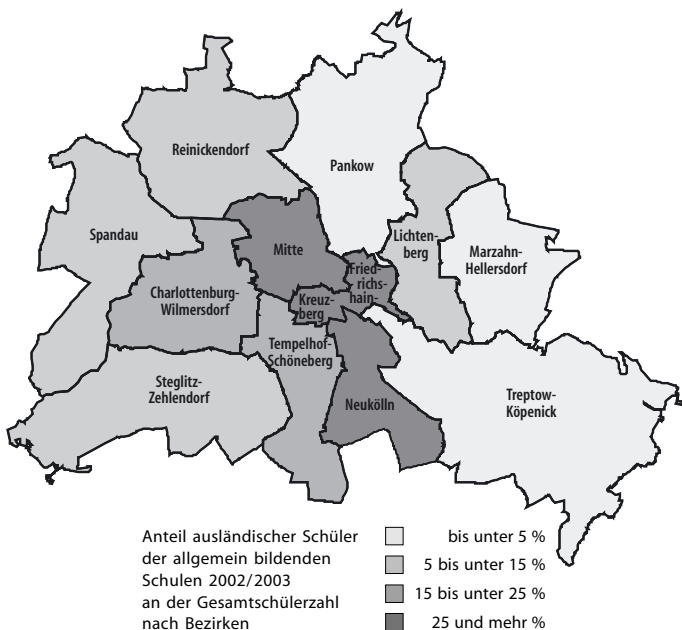 Reinickendorf
Pankow
Spandau
Mitte
Lichten-
berg
Marzahn-
Hellersdorf
Fried-
richs-
hain-
Kreuz-
berg
Charlottenburg-
Wilmersdorf
Tempelhof-
Schöneberg
Steglitz-
Zehlendorf
Neukölln
Treptow-
Köpenick
Anteil ausländischer Schüler
der allgemein bildenden
Schulen 2002/2003
an der Gesamtschülerzahl
nach Bezirken
bis unter 5 %
5 bis unter 15 %
15 bis unter 25 %
25 und mehr %